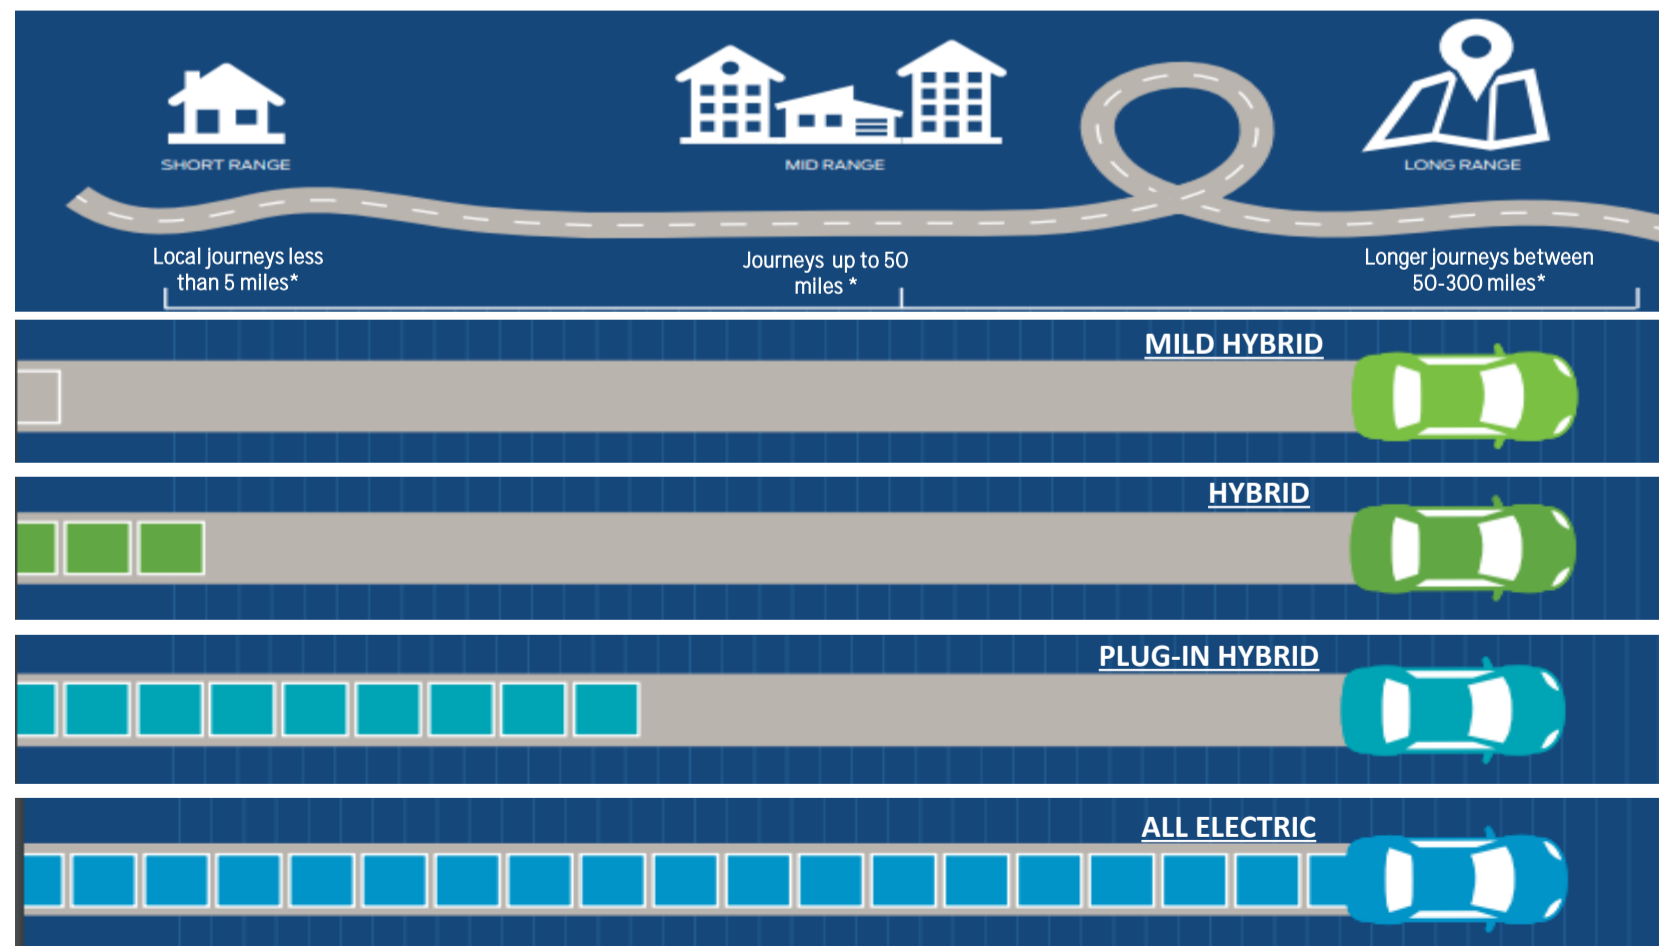 SHORT RANGE
MID RANGE
LONG RANGE
Local journeys less
than 5 miles*
Journeys up to 50
miles *
Longer journeys between
50-300 miles*
MILD HYBRID
HYBRID
PLUG-IN HYBRID
ALL ELECTRIC